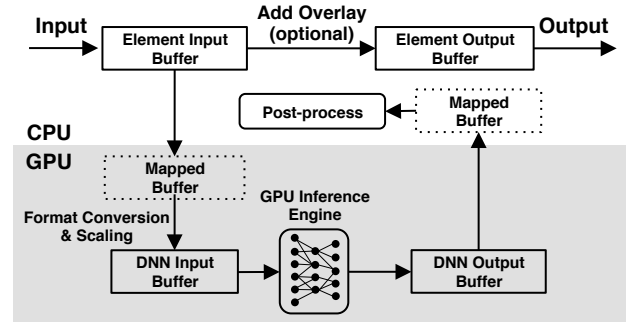 Input
Element Input
Buffer
Add Overlay
(optional)
Element Output
Buffer
Output
Post-process
Mapped
Buffer
CPU
GPU
Mapped
Buffer
Format Conversion
& Scaling
GPU Inference
Engine
DNN Input
Buffer
DNN Output
Buffer